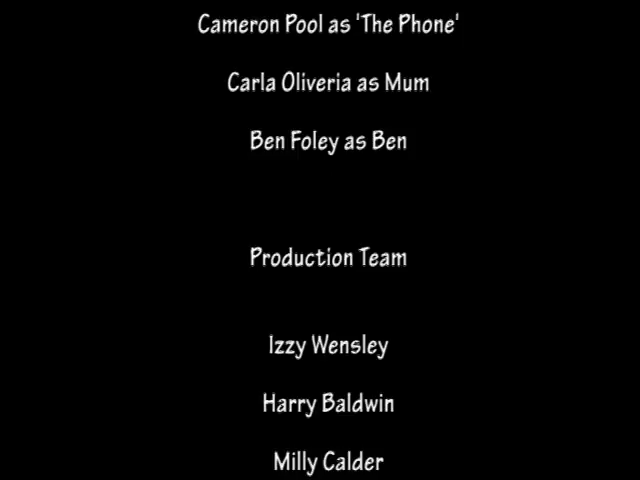 Cameron Pool as 'The Phone'
Carla Oliveria as Mum
Ben Foley as Ben
Production Team
Izzy Wensley
Harry Baldwin
Milly Calder